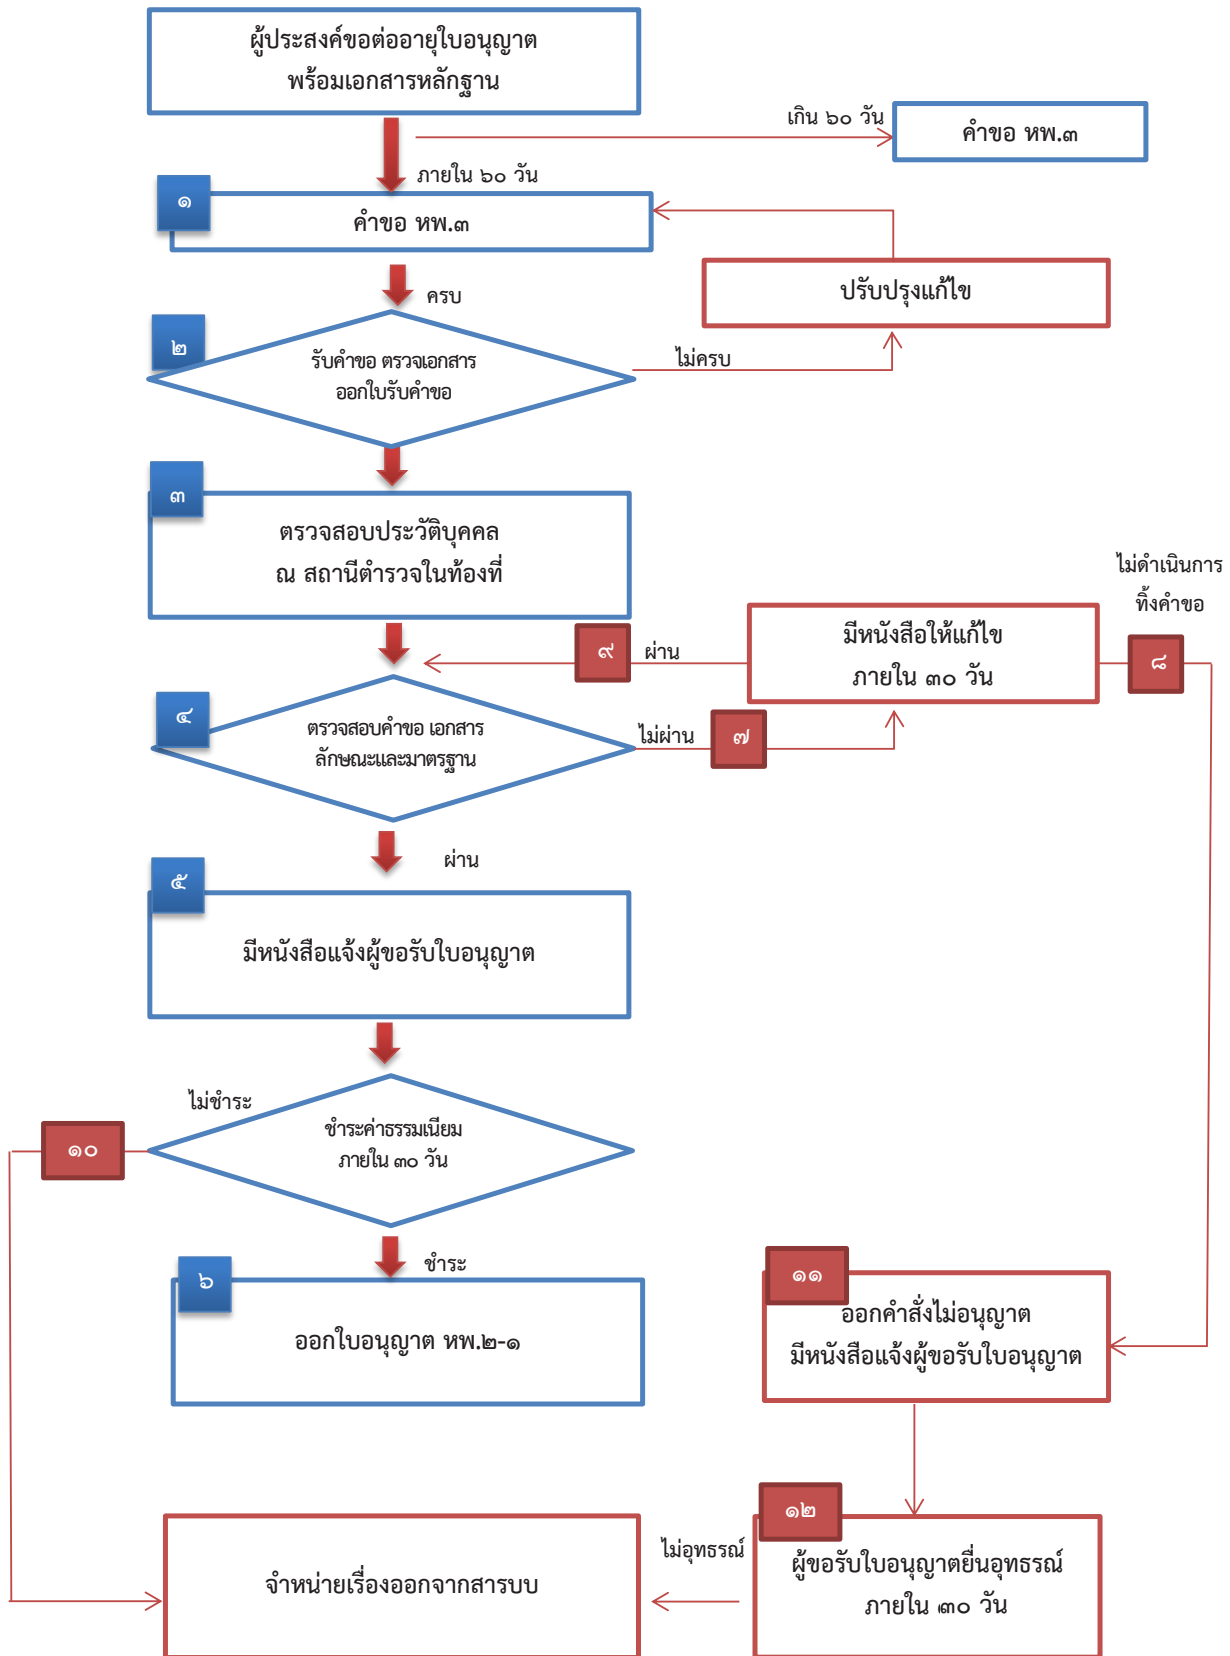 ผู้ประสงค์ขอต่ออายุใบอนุญาต
พร้อมเอกสารหลักฐาน
เกิน ๖๐ วัน
คำขอ หพ.๓
ภายใน ๖๐ วัน
๑
คำขอ หพ.๓
ปรับปรุงแก้ไข
ครบ
๒
รับคำขอ ตรวจเอกสาร
ออกใบรับคำขอ
ไม่ครบ
๓
ตรวจสอบประวัติบุคคล
ณ สถานีตำรวจในท้องที่
ไม่ดำเนินการ
ทิ้งคำขอ
๙
ผ่าน
มีหนังสือให้แก้ไข
ภายใน ๓๐ วัน
๘
๔
ตรวจสอบคำขอ เอกสาร
ลักษณะและมาตรฐาน
ไม่ผ่าน
๗
ผ่าน
๕
มีหนังสือแจ้งผู้ขอรับใบอนุญาต
ไม่ชำระ
๑๐
ชำระค่าธรรมเนียม
ภายใน ๓๐ วัน
ชำระ
๖
ออกใบอนุญาต หพ.๒-๑
๑๑
ออกคำสั่งไม่อนุญาต
มีหนังสือแจ้งผู้ขอรับใบอนุญาต
๑๒
ผู้ขอรับใบอนุญาตยื่นอุทธรณ์
ภายใน ๓๐ วัน
ไม่อุทธรณ์
จำหน่ายเรื่องออกจากสารบบ